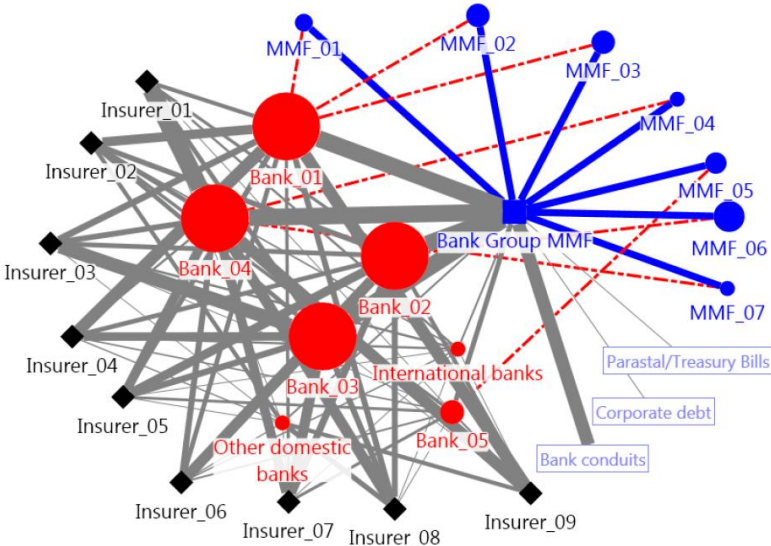 MMF_01
MMF_02
MMF_03
MMF_04
MMF_05
MMF_06
MMF_07
Insurer_01
Insurer_02
Insurer_03
Insurer_04
Insurer_05
Insurer_06
Insurer_07
Insurer_08
Insurer_09
Bank_01
Bank_04
Bank_02
Bank_03
Bank Group MMF
International banks
Bank_05
Other domestic
banks
Parastal/Treasury Bills
Corporate debt
Bank conduits